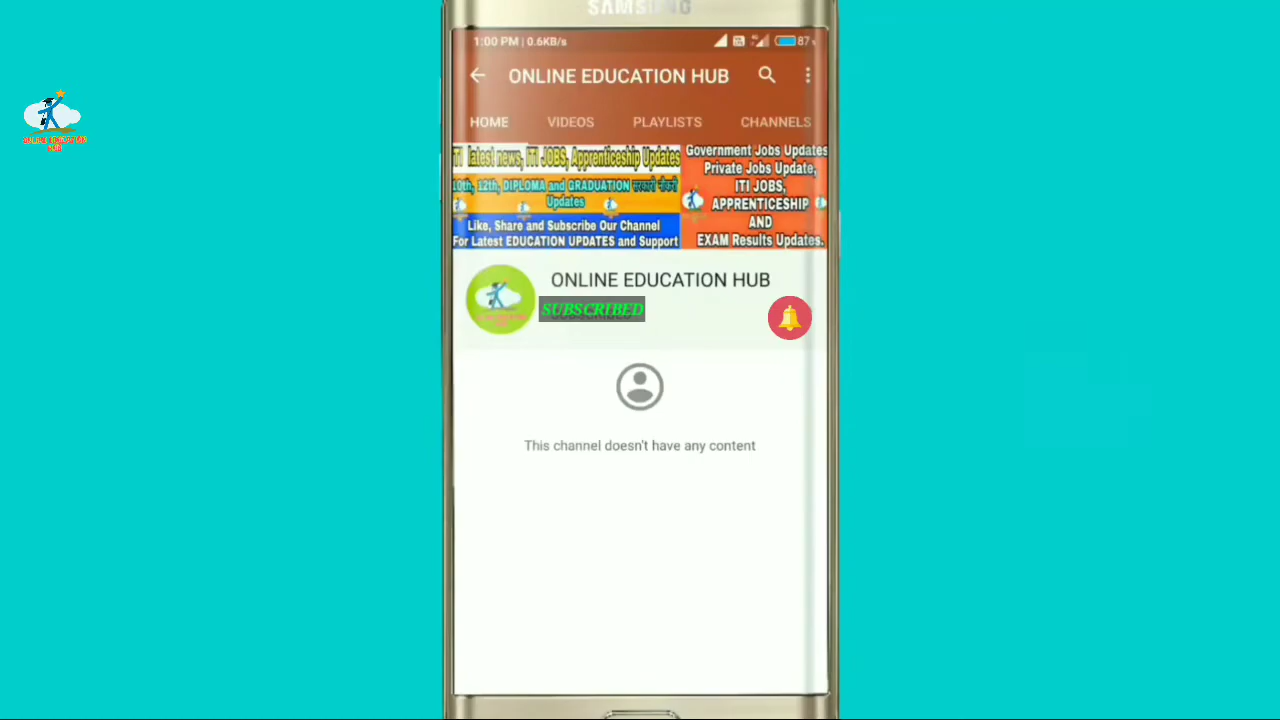 SAMSUNG
1:00 PM | 0.6KB/s
87
ONLINE EDUCATION HUB
HOME VIDEOS PLAYLISTS CHANNELS
ITI latest news, ITI JOBS, Apprenticeship Updates
10th, 12th, DIPLOMA and GRADUATION सरकारी नौकरी
Updates
Like, Share and Subscribe Our Channel
For Latest EDUCATION UPDATES and Support
Government Jobs Updates
Private Jobs Update,
ITI JOBS,
APPRENTICESHIP
AND
EXAM Results Updates.
ONLINE EDUCATION HUB
SUBSCRIBED
This channel doesn't have any content
ONLINE EDUCATION
HUB